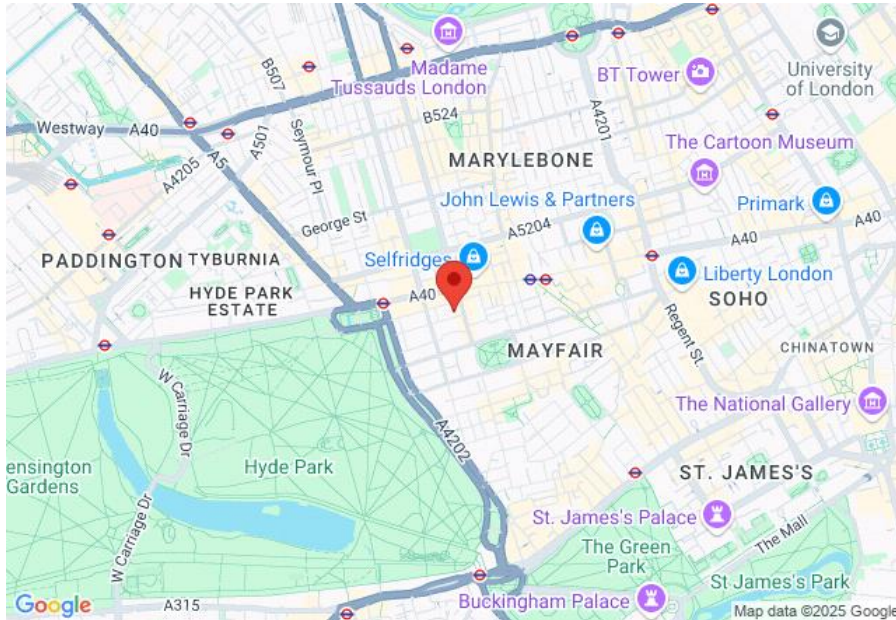 B507
Madame
Tussauds London
BT Tower
University
of London
Westway
A40
A501
Seymour Pl
B524
A4201
A4205
A5
MARYLEBONE
The Cartoon Museum
John Lewis & Partners
Primark
George St
A5204
A40
PADDINGTON
TYBURNIA
Selfridges
Liberty London
HYDE PARK
ESTATE
A40
SOHO
MAYFAIR
Regent St.
CHINATOWN
W Carriage Dr
The National Gallery
A4202
ensington
Gardens
Hyde Park
ST. JAMES'S
W Carriage Dr
St. James's Palace
The Mall
The Green
Park
St James's Park
Google
A315
Buckingham Palace
Map data ©2025 Google